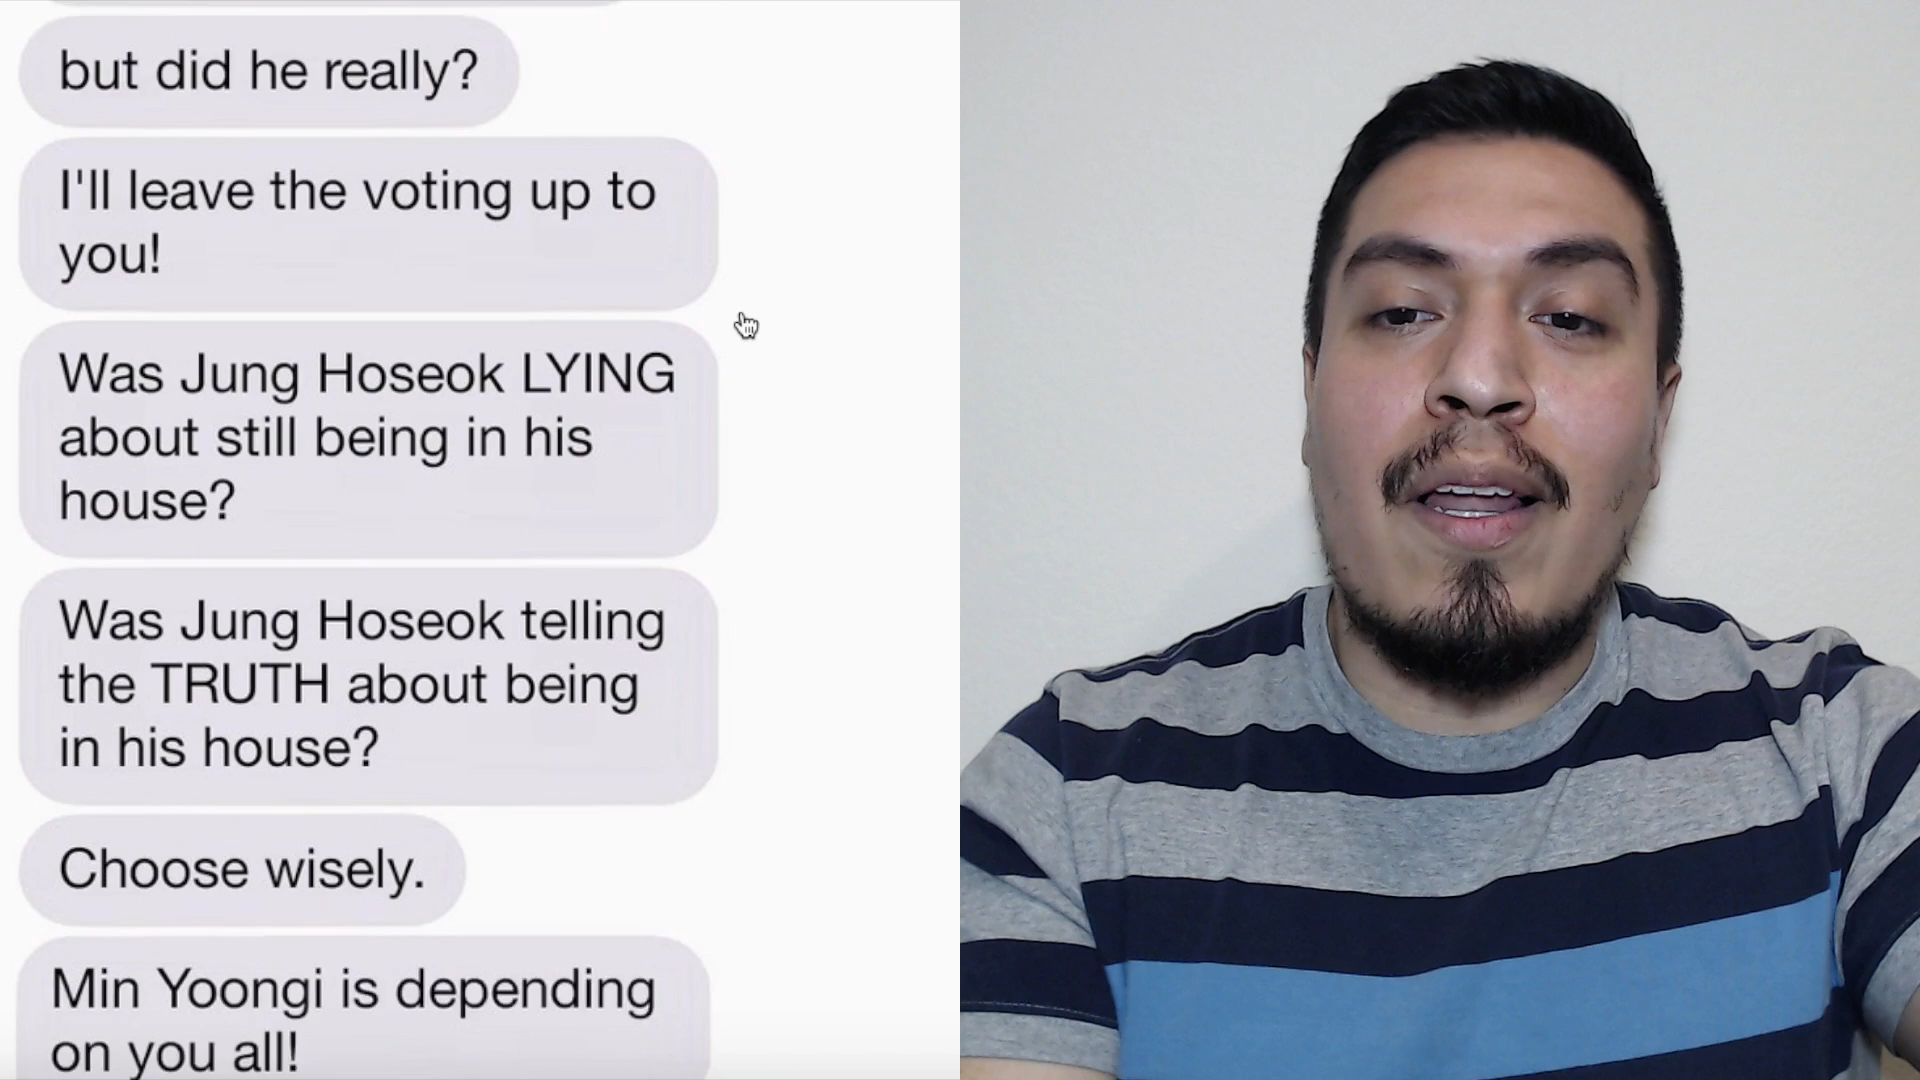 but did he really?
I'll leave the voting up to
you!
Was Jung Hoseok LYING
about still being in his
house?
Was Jung Hoseok telling
the TRUTH about being
in his house?
Choose wisely.
Min Yoongi is depending
on you all!